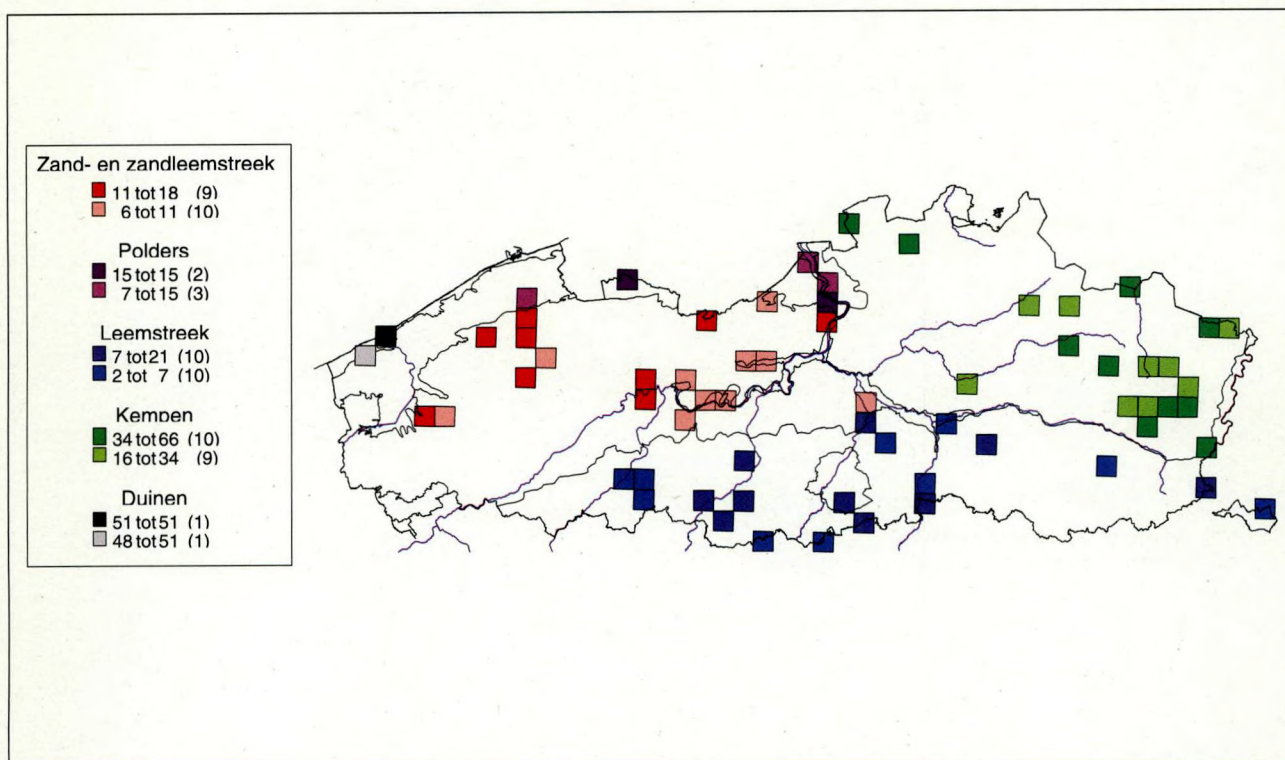 Zand- en zandleemstreek
11 tot 18 (9)
6 tot 11 (10)
Polders
15 tot 15 (2)
7 tot 15 (3)
Leemstreek
7 tot 21 (10)
2 tot 7 (10)
Kempen
34 tot 66 (10)
16 tot 34 (9)
Duinen
51 tot 51 (1)
48 tot 51 (1)